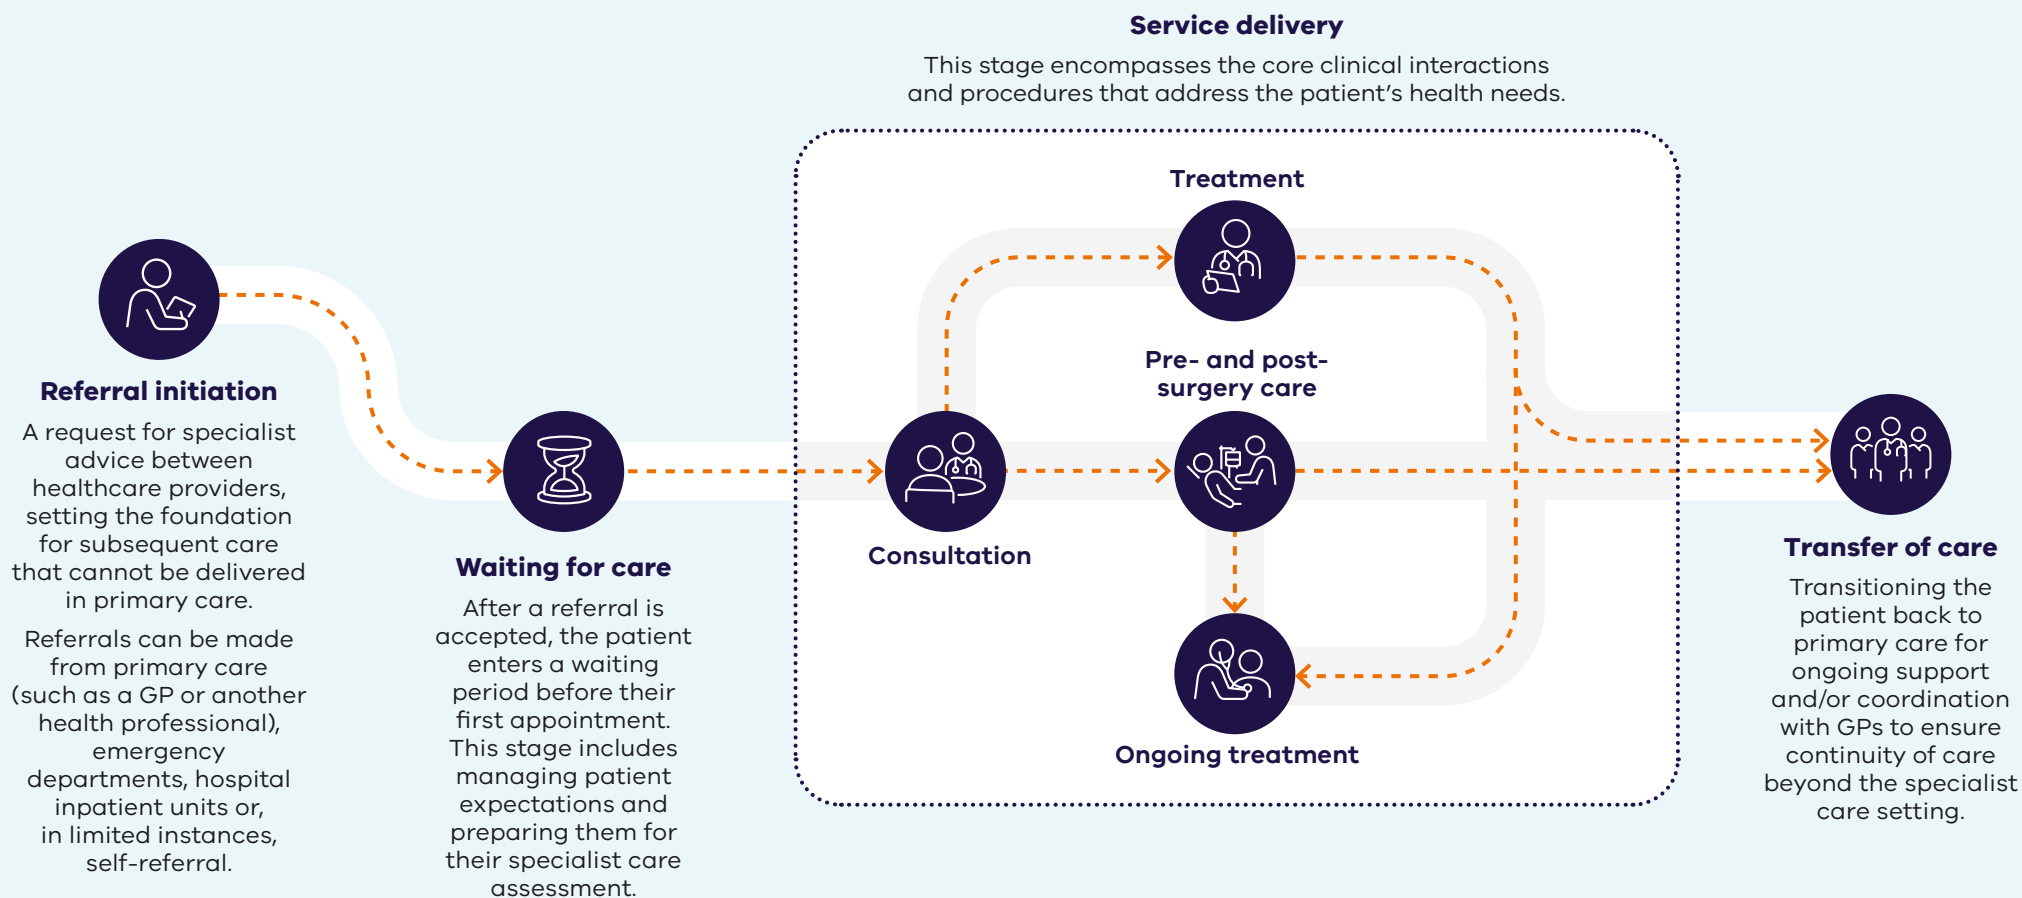 Service delivery
This stage encompasses the core clinical interactions
and procedures that address the patient's health needs.
Referral initiation
A request for specialist
advice between
healthcare providers,
setting the foundation
for subsequent care
that cannot be delivered
in primary care.
Referrals can be made
from primary care
(such as a GP or another
health professional),
emergency
departments, hospital
inpatient units or,
in limited instances,
self-referral.
Waiting for care
After a referral is
accepted, the patient
enters a waiting
period before their
first appointment.
This stage includes
managing patient
expectations and
preparing them for
their specialist care
assessment.
Consultation
Treatment
Pre- and post-
surgery care
Ongoing treatment
Transfer of care
Transitioning the
patient back to
primary care for
ongoing support
and/or coordination
with GPs to ensure
continuity of care
beyond the specialist
care setting.